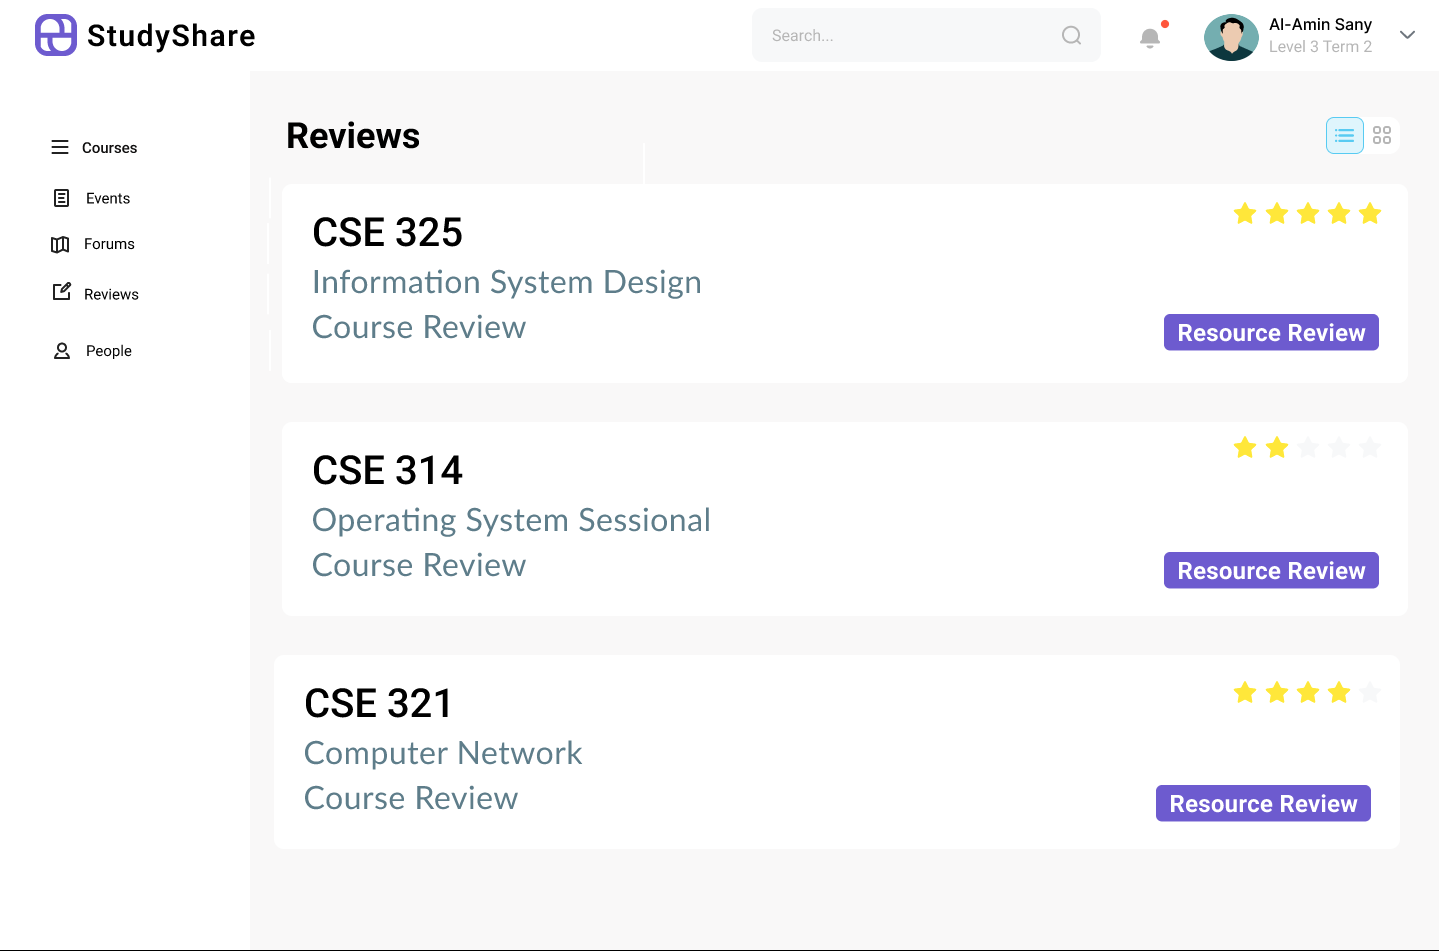 StudyShare
Search...
Al-Amin Sany
Level 3 Term 2
Courses
Events
Forums
Reviews
People
Reviews
CSE 325
Information System Design
Course Review
Resource Review
CSE 314
Operating System Sessional
Course Review
Resource Review
CSE 321
Computer Network
Course Review
Resource Review